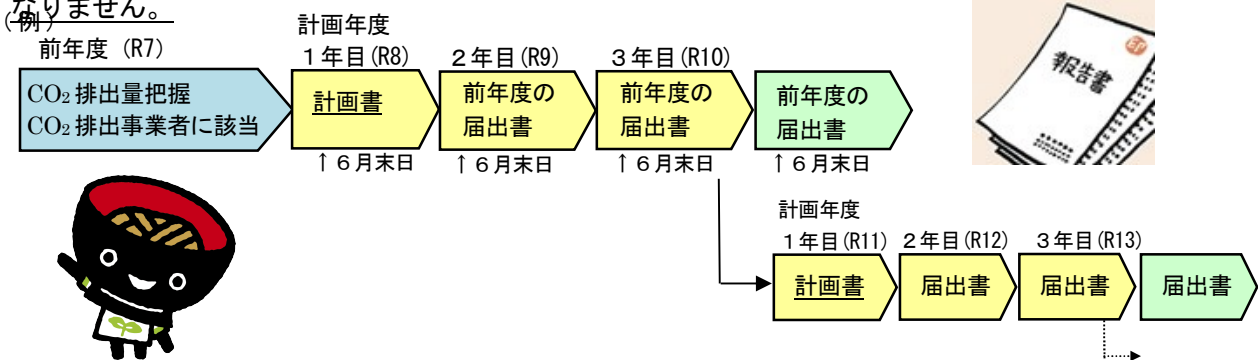 なりません。
(例)
計画年度
前年度 (R7)
1年目(R8) 2年目(R9) 3年目(R10)
CO₂排出量把握
CO₂排出事業者に該当
計画書
前年度の
届出書
前年度の
届出書
前年度の
届出書
↑6月末日 ↑6月末日 ↑6月末日 ↑6月末日
報告書
計画年度
1年目(R11) 2年目(R12) 3年目(R13)
計画書 届出書 届出書 届出書